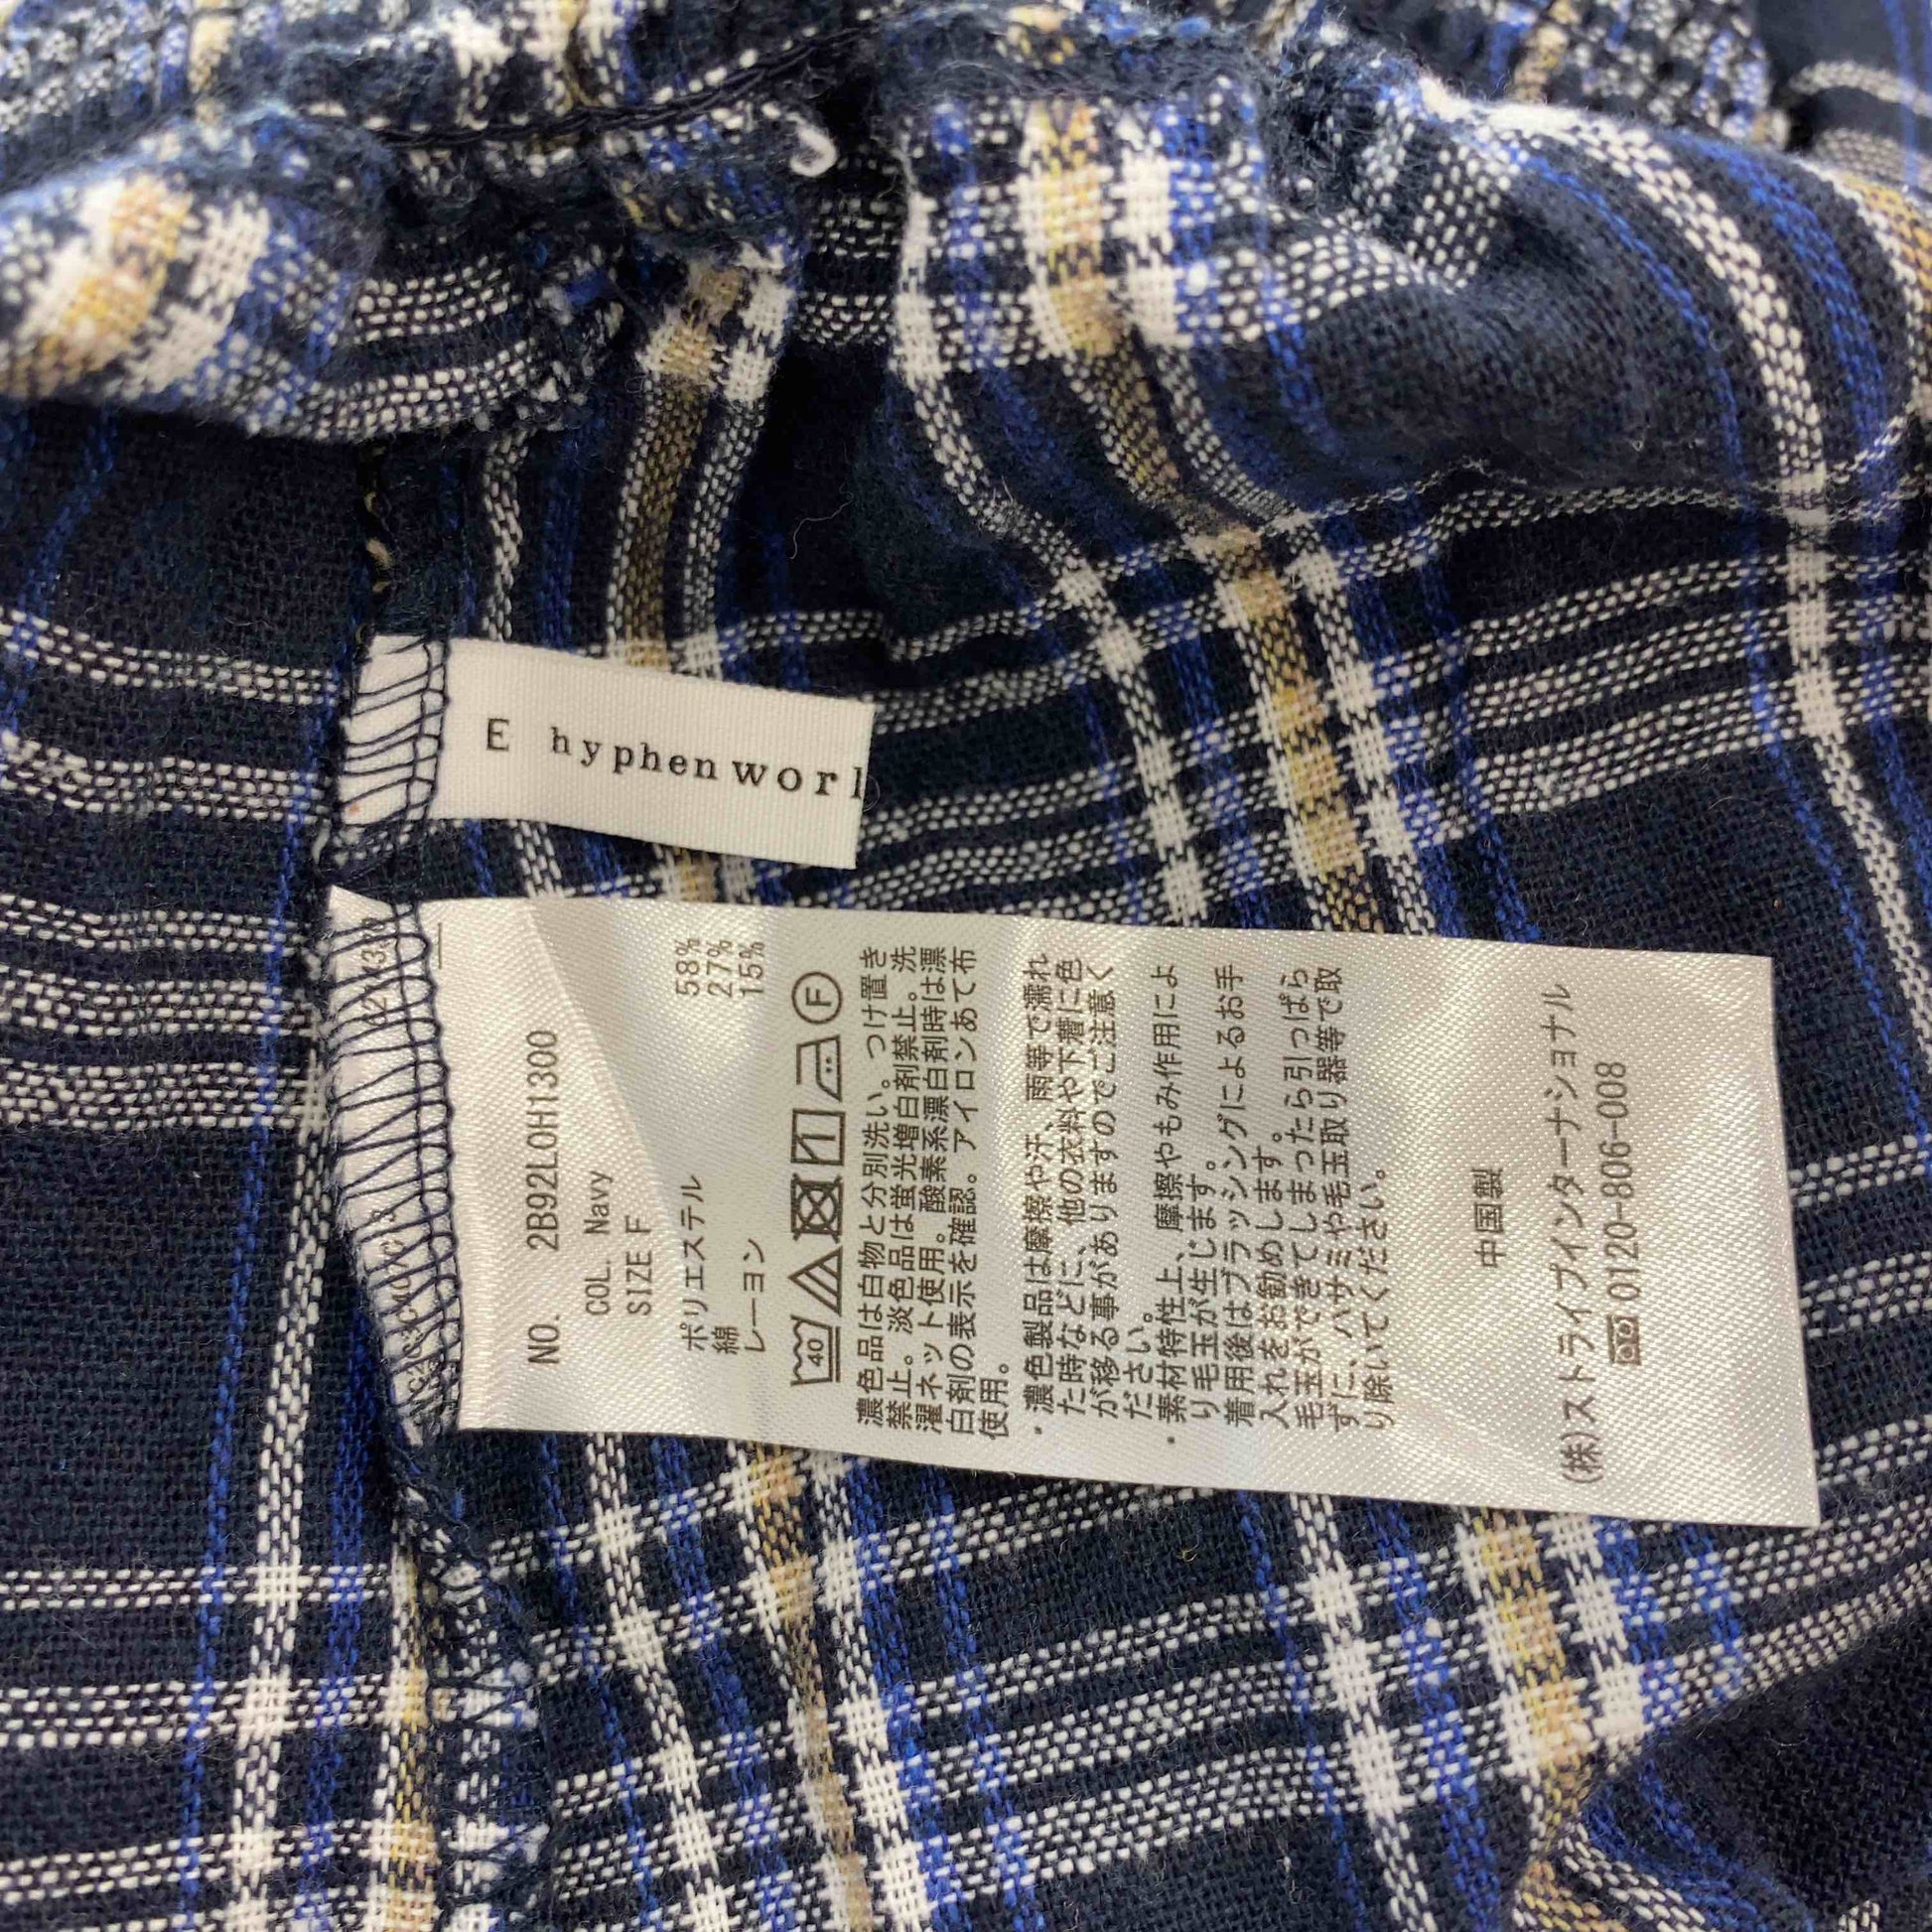 E hyphen worl
NO. 2B92L0H1300
COL. Navy
SIZE F
ポリエステル 58%
綿 27%
レーヨン 15%
40
F
濃色品は白物と分別洗い。つけ置き
禁止。淡色品は蛍光増白剤禁止。洗
濯ネット使用。酸素系漂白剤時は漂
白剤の表示を確認。アイロンあて布
使用。
・濃色製品は摩擦や汗、雨等で濡れ
た時などに、他の衣料や下着に色
が移る事がありますのでご注意く
ださい。
・素材特性上、摩擦やもみ作用によ
り毛玉が生じます。
着用後はブラッシングによるお手
入れをお勧めします。
毛玉ができてしまったら引っぱら
ずに、ハサミや毛玉取り器等で取
り除いてください。
中国製
(株)ストライプインターナショナル
0120-806-008